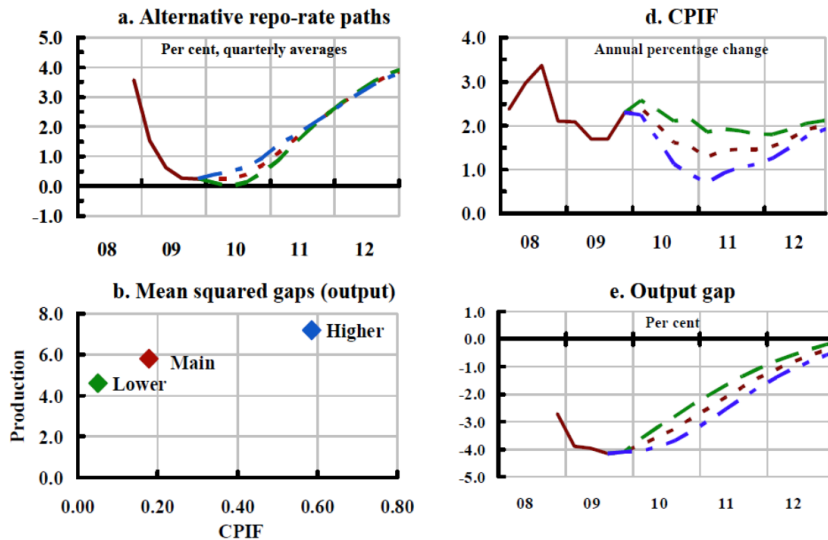 a. Alternative repo-rate paths
Per cent, quarterly averages
5.0
4.0
3.0
2.0
1.0
0.0
-1.0
08 09 10 11 12
d. CPIF
Annual percentage change
4.0
3.0
2.0
1.0
0.0
08 09 10 11 12
b. Mean squared gaps (output)
Production
8.0
6.0
4.0
2.0
0.0
Higher
Main
Lower
0.00 0.20 0.40 0.60 0.80
CPIF
e. Output gap
Per cent
1.0
0.0
-1.0
-2.0
-3.0
-4.0
-5.0
08 09 10 11 12